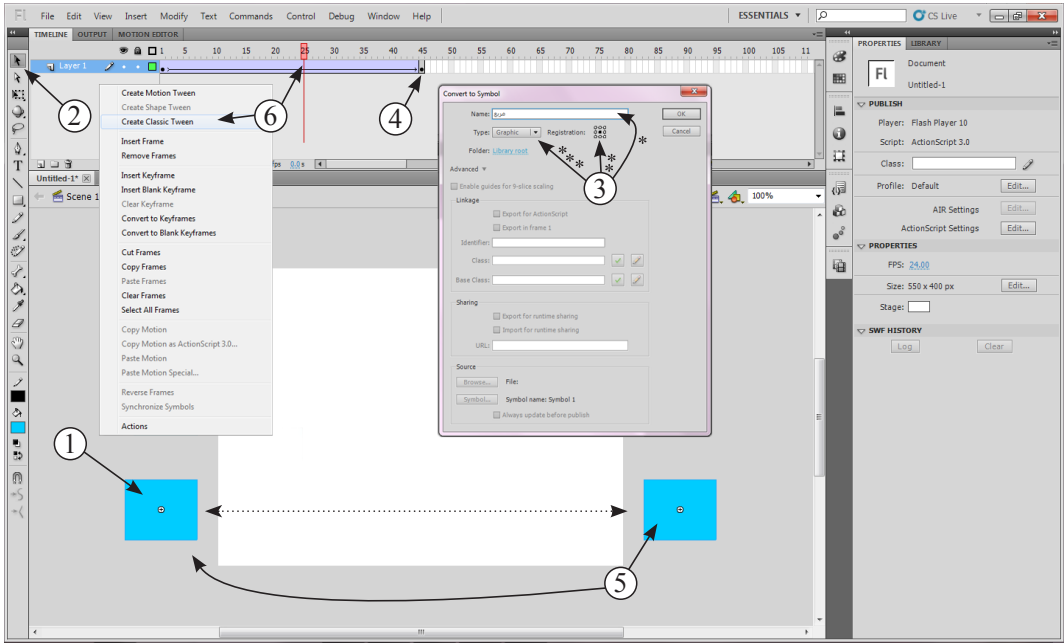 Fl File Edit View Insert Modify Text Commands Control Debug Window Help ESSENTIALS CS Live
TIMELINE OUTPUT MOTION EDITOR
1 5 10 15 20 25 30 35 40 45 50 55 60 65 70 75 80 85 90 95 100 105 11
Layer 1
Create Motion Tween
Create Shape Tween
Create Classic Tween
Insert Frame
Remove Frames
Insert Keyframe
Insert Blank Keyframe
Clear Keyframe
Convert to Keyframes
Convert to Blank Keyframes
Cut Frames
Copy Frames
Paste Frames
Clear Frames
Select All Frames
Copy Motion
Copy Motion as ActionScript 3.0...
Paste Motion
Paste Motion Special...
Reverse Frames
Synchronize Symbols
Actions
fps 0.0 s
Untitled-1*
Scene 1
100%
Convert to Symbol
Name: مربع OK
Type: Graphic Registration: Cancel
Folder: Library root
Advanced
Enable guides for 9-slice scaling
Linkage
Export for ActionScript
Export in frame 1
Identifier:
Class:
Base Class:
Sharing
Export for runtime sharing
Import for runtime sharing
URL:
Source
Browse... File:
Symbol... Symbol name: Symbol 1
Always update before publish
*
**
**
1
2
3
4
5
6
PROPERTIES LIBRARY
Fl Document
Untitled-1
PUBLISH
Player: Flash Player 10
Script: ActionScript 3.0
Class:
Profile: Default Edit...
AIR Settings Edit...
ActionScript Settings Edit...
PROPERTIES
FPS: 24.00
Size: 550 x 400 px Edit...
Stage:
SWF HISTORY
Log Clear